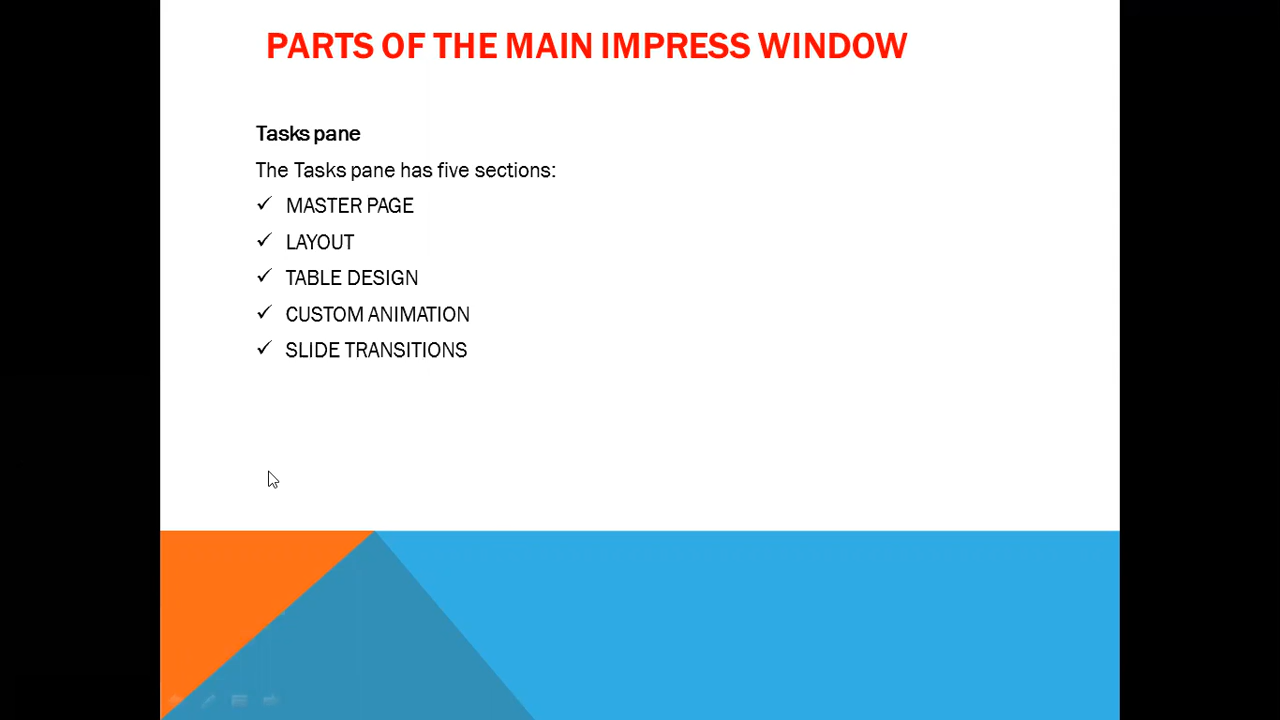 PARTS OF THE MAIN IMPRESS WINDOW
Tasks pane
The Tasks pane has five sections:
✓ MASTER PAGE
✓ LAYOUT
✓ TABLE DESIGN
✓ CUSTOM ANIMATION
✓ SLIDE TRANSITIONS